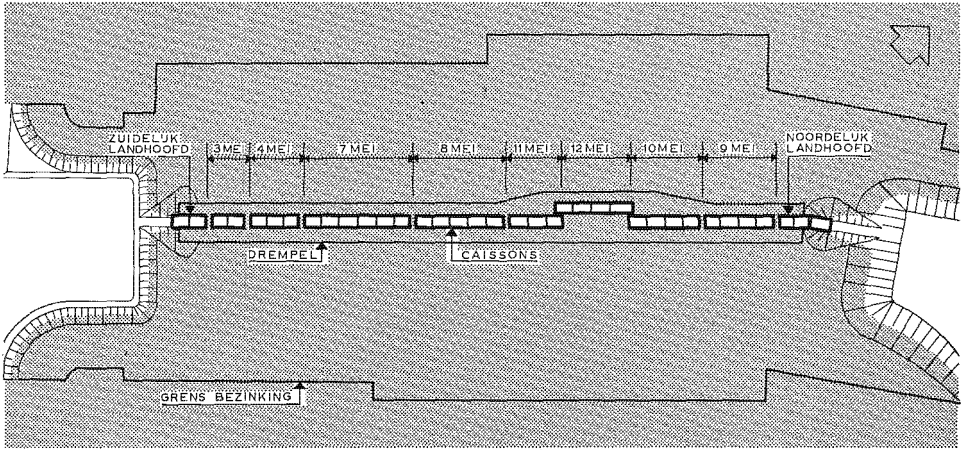 ZUIDELIJK
LANDHOOFD
3 MEI
4 MEI
7 MEI
8 MEI
11 MEI
12 MEI
10 MEI
9 MEI
NOORDELIJK
LANDHOOFD
DREMPEL
CAISSONS
GRENS BEZINKING